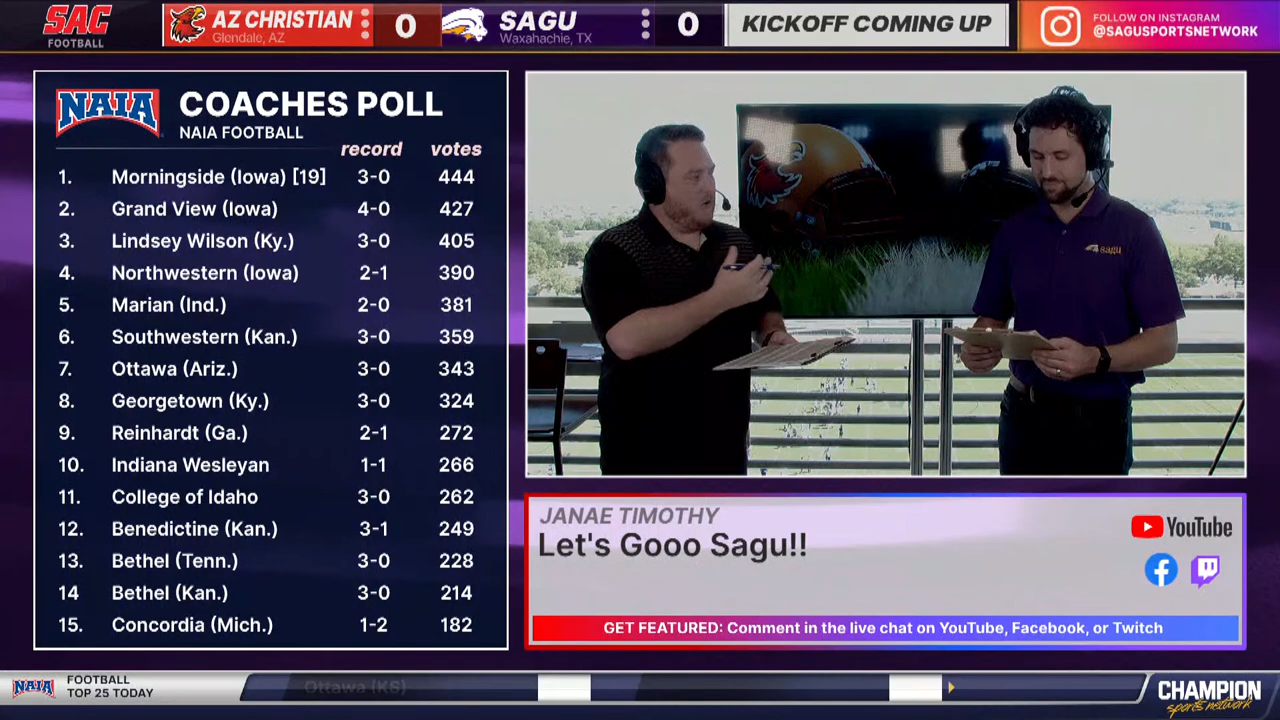 SAC
FOOTBALL
AZ CHRISTIAN
Glendale, AZ
0
SAGU
Waxahachie, TX
0
KICKOFF COMING UP
FOLLOW ON INSTAGRAM
@SAGUSPORTSNETWORK
NAIA
COACHES POLL
NAIA FOOTBALL
record votes
1. Morningside (Iowa) [19] 3-0 444
2. Grand View (Iowa) 4-0 427
3. Lindsey Wilson (Ky.) 3-0 405
4. Northwestern (Iowa) 2-1 390
5. Marian (Ind.) 2-0 381
6. Southwestern (Kan.) 3-0 359
7. Ottawa (Ariz.) 3-0 343
8. Georgetown (Ky.) 3-0 324
9. Reinhardt (Ga.) 2-1 272
10. Indiana Wesleyan 1-1 266
11. College of Idaho 3-0 262
12. Benedictine (Kan.) 3-1 249
13. Bethel (Tenn.) 3-0 228
14 Bethel (Kan.) 3-0 214
15. Concordia (Mich.) 1-2 182
sagu
JANAE TIMOTHY
Let's Gooo Sagu!!
YouTube
GET FEATURED: Comment in the live chat on YouTube, Facebook, or Twitch
NAIA
FOOTBALL
TOP 25 TODAY
Ottawa (KS)
CHAMPION
sports network